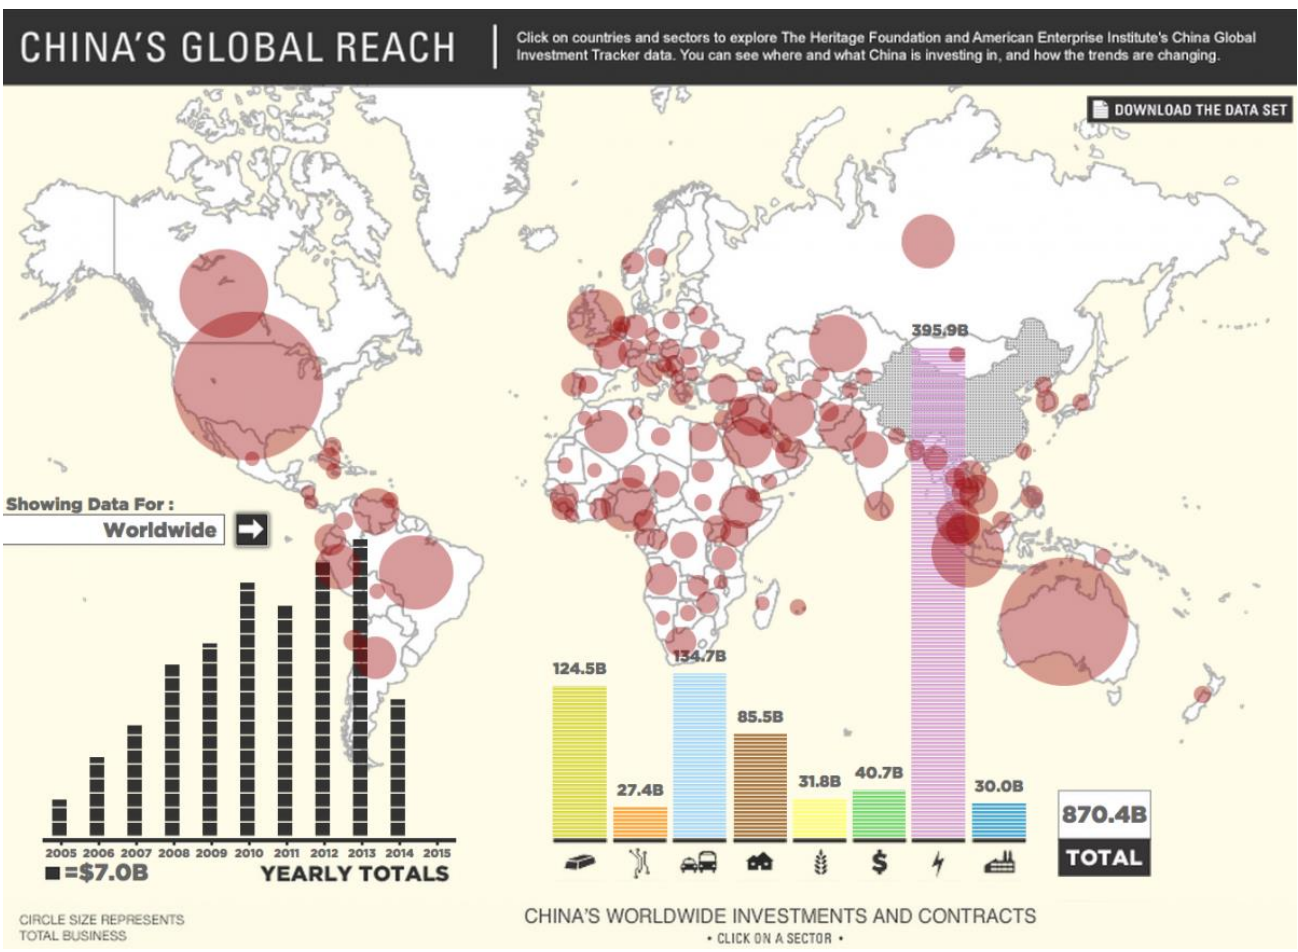 CHINA'S GLOBAL REACH
Click on countries and sectors to explore The Heritage Foundation and American Enterprise Institute's China Global
Investment Tracker data. You can see where and what China is investing in, and how the trends are changing.
DOWNLOAD THE DATA SET
395.9B
Showing Data For :
Worldwide
124.5B
134.7B
85.5B
27.4B
31.8B
40.7B
30.0B
870.4B
TOTAL
2005 2006 2007 2008 2009 2010 2011 2012 2013 2014 2015
=$7.0B
YEARLY TOTALS
$
CIRCLE SIZE REPRESENTS
TOTAL BUSINESS
CHINA'S WORLDWIDE INVESTMENTS AND CONTRACTS
• CLICK ON A SECTOR •